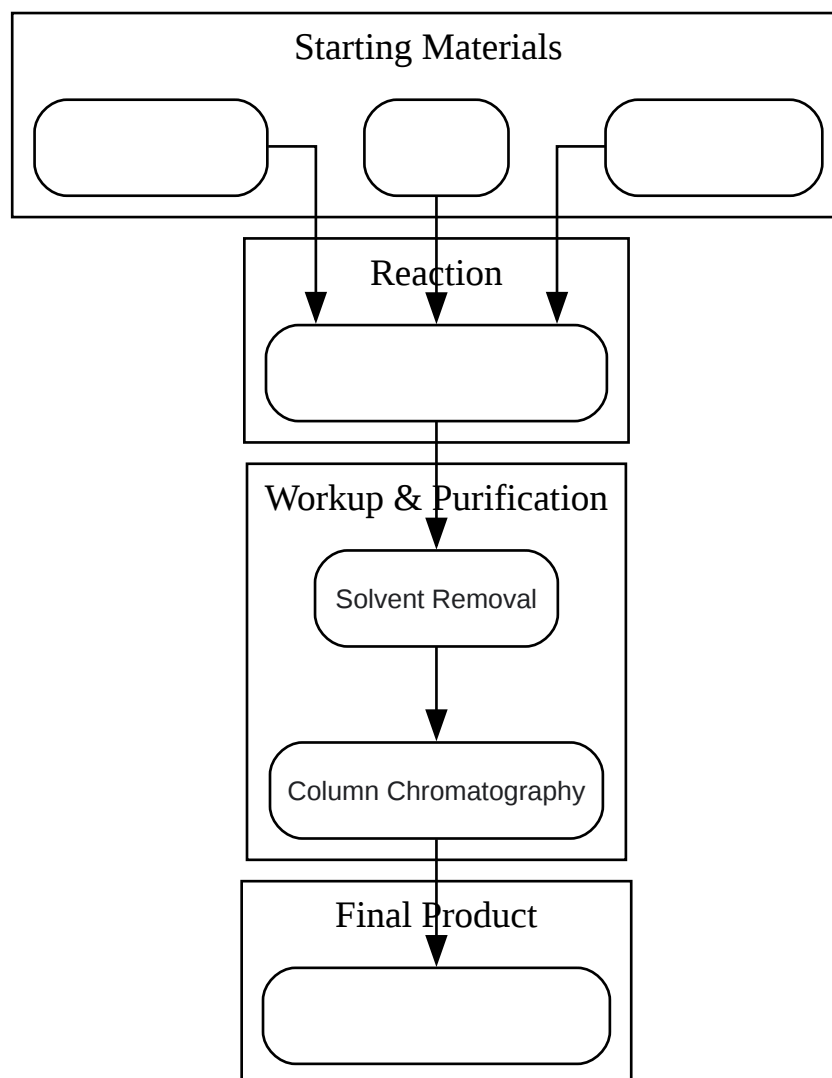 Starting Materials
Reaction
Workup & Purification
Solvent Removal
Column Chromatography
Final Product